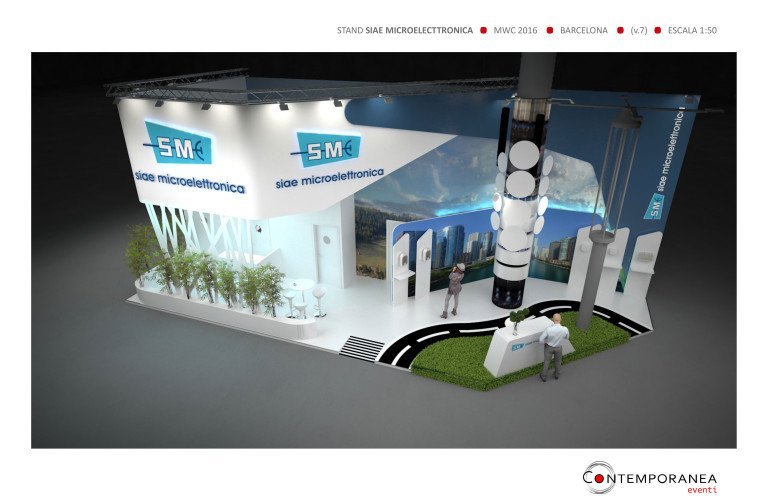 STAND SIAE MICROELECTTRONICA • MWC 2016 • BARCELONA • (v.7) • ESCALA 1:50
SM
siae microelettronica
SM
siae microelettronica
SM siae microelettronica
SM
CONTEMPORANEA
eventi